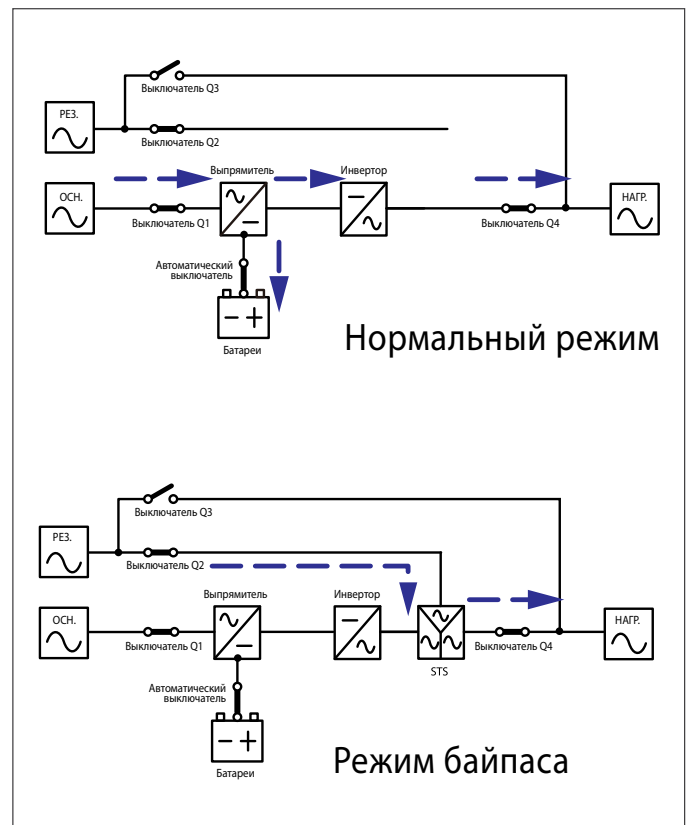 Выключатель Q3
РЕЗ.
Выключатель Q2
Выпрямитель
Инвертор
ОСН.
НАГР.
Выключатель Q1
Выключатель Q4
Автоматический
выключатель
Батареи
Нормальный режим
Выключатель Q3
РЕЗ.
Выключатель Q2
Выпрямитель
Инвертор
ОСН.
НАГР.
Выключатель Q1
Выключатель Q4
STS
Автоматический
выключатель
Батареи
Режим байпаса